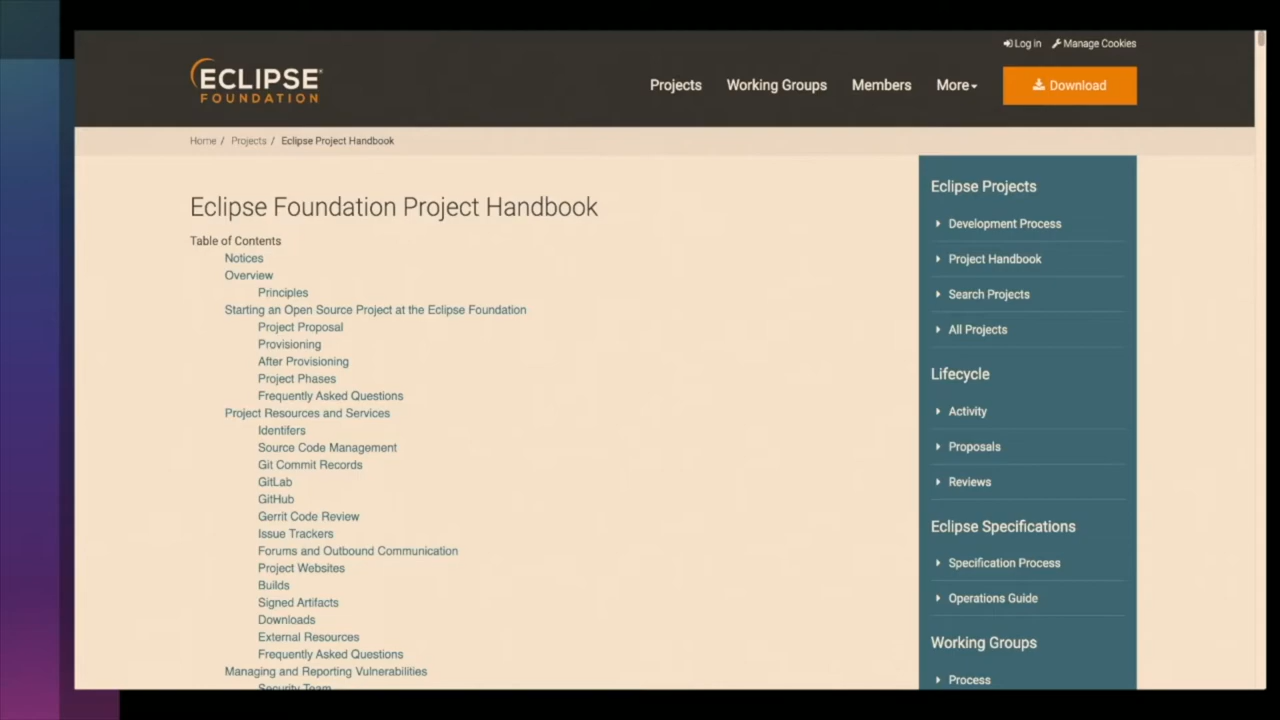 Log in Manage Cookies
ECLIPSE
FOUNDATION
Projects Working Groups Members More Download
Home / Projects / Eclipse Project Handbook
Eclipse Foundation Project Handbook
Table of Contents
Notices
Overview
Principles
Starting an Open Source Project at the Eclipse Foundation
Project Proposal
Provisioning
After Provisioning
Project Phases
Frequently Asked Questions
Project Resources and Services
Identifers
Source Code Management
Git Commit Records
GitLab
GitHub
Gerrit Code Review
Issue Trackers
Forums and Outbound Communication
Project Websites
Builds
Signed Artifacts
Downloads
External Resources
Frequently Asked Questions
Managing and Reporting Vulnerabilities
Security Team
Eclipse Projects
Development Process
Project Handbook
Search Projects
All Projects
Lifecycle
Activity
Proposals
Reviews
Eclipse Specifications
Specification Process
Operations Guide
Working Groups
Process